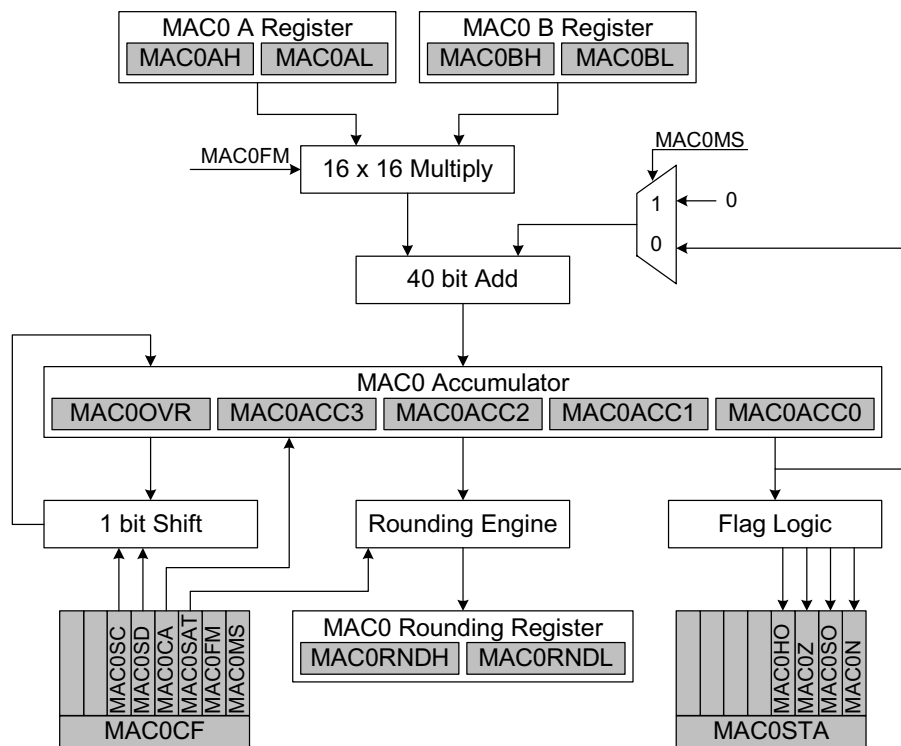 MAC0 A Register
MAC0AH MAC0AL
MAC0 B Register
MAC0BH MAC0BL
MAC0FM
16 x 16 Multiply
MAC0MS
1
0
0
40 bit Add
MAC0 Accumulator
MAC0OVR MAC0ACC3 MAC0ACC2 MAC0ACC1 MAC0ACC0
1 bit Shift
Rounding Engine
Flag Logic
MAC0SC
MAC0SD
MAC0CA
MAC0SAT
MAC0FM
MAC0MS
MAC0CF
MAC0 Rounding Register
MAC0RNDH MAC0RNDL
MAC0HO
MAC0Z
MAC0SO
MAC0N
MAC0STA